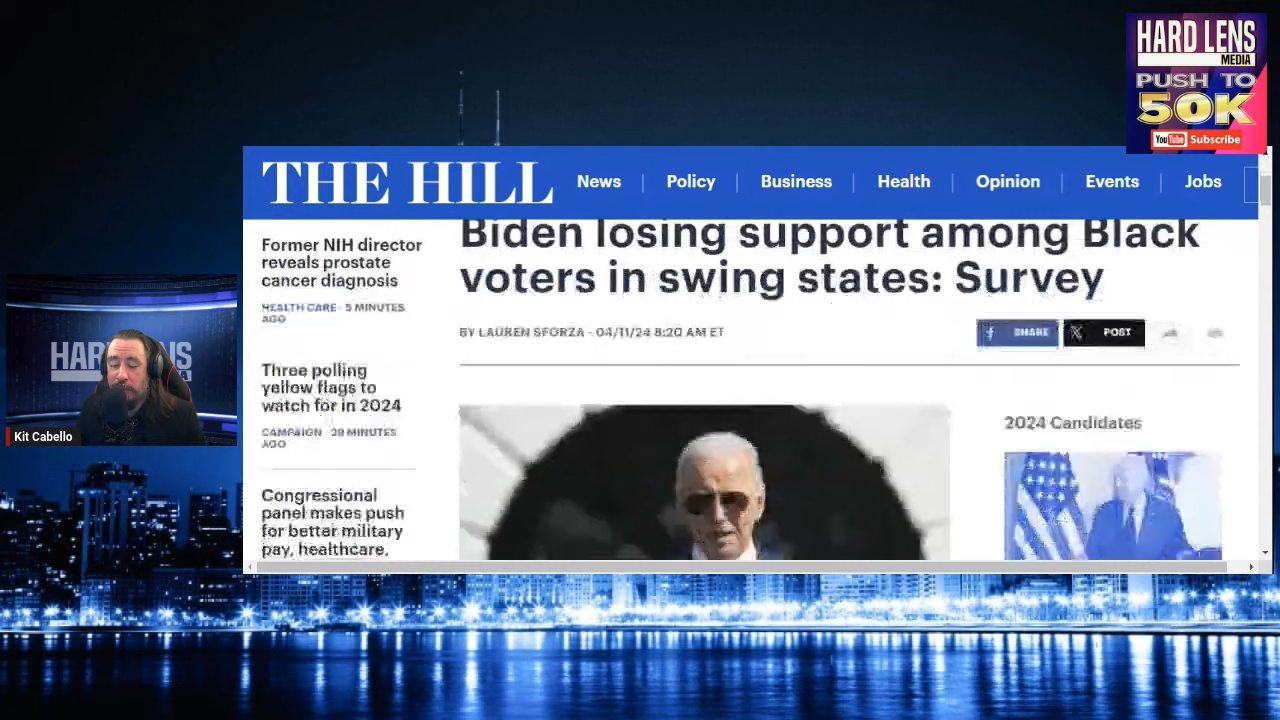 HARD LENS
MEDIA
PUSH TO
50K
YouTube Subscribe
THE HILL
News
Policy
Business
Health
Opinion
Events
Jobs
Former NIH director
reveals prostate
cancer diagnosis
HEALTH CARE - 5 MINUTES
AGO
Three polling
yellow flags to
watch for in 2024
CAMPAIGN - 28 MINUTES
AGO
Congressional
panel makes push
for better military
pay, healthcare,
Biden losing support among Black
voters in swing states: Survey
BY LAUREN SFORZA - 04/11/24 8:20 AM ET
SHARE
POST
2024 Candidates
Kit Cabello